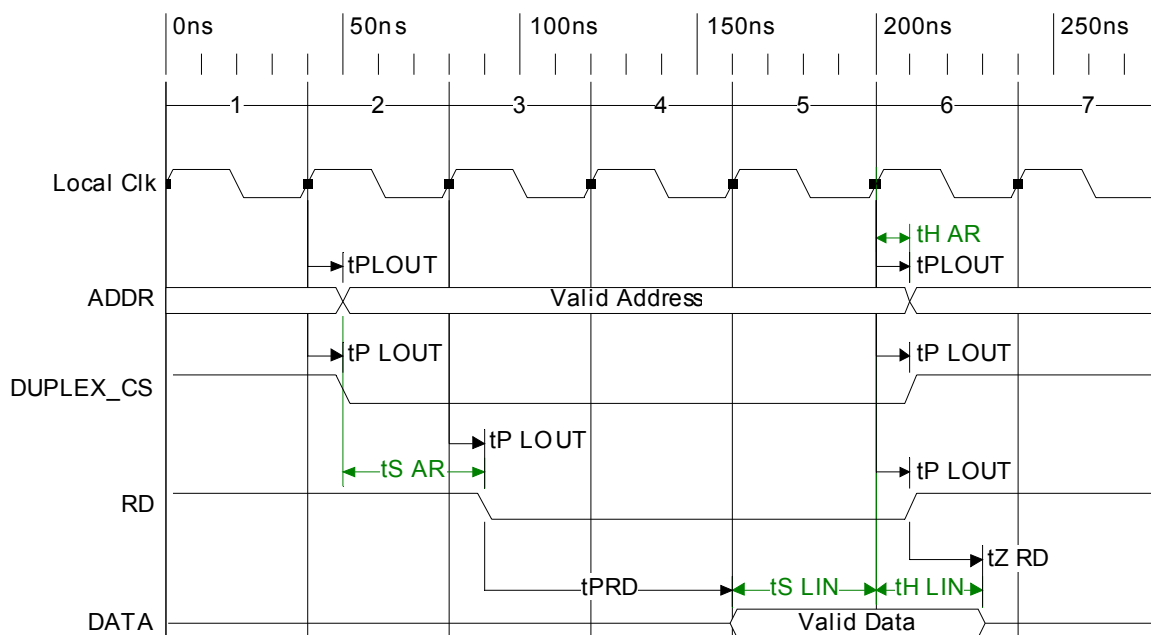 0ns 50ns 100ns 150ns 200ns 250ns
1 2 3 4 5 6 7
Local Clk
tH AR
tPLOUT tPLOUT
ADDR Valid Address
tP LOUT tP LOUT
DUPLEX_CS
tP LOUT
tS AR tP LOUT
RD
tZ RD
tPRD tS LIN tH LIN
DATA Valid Data